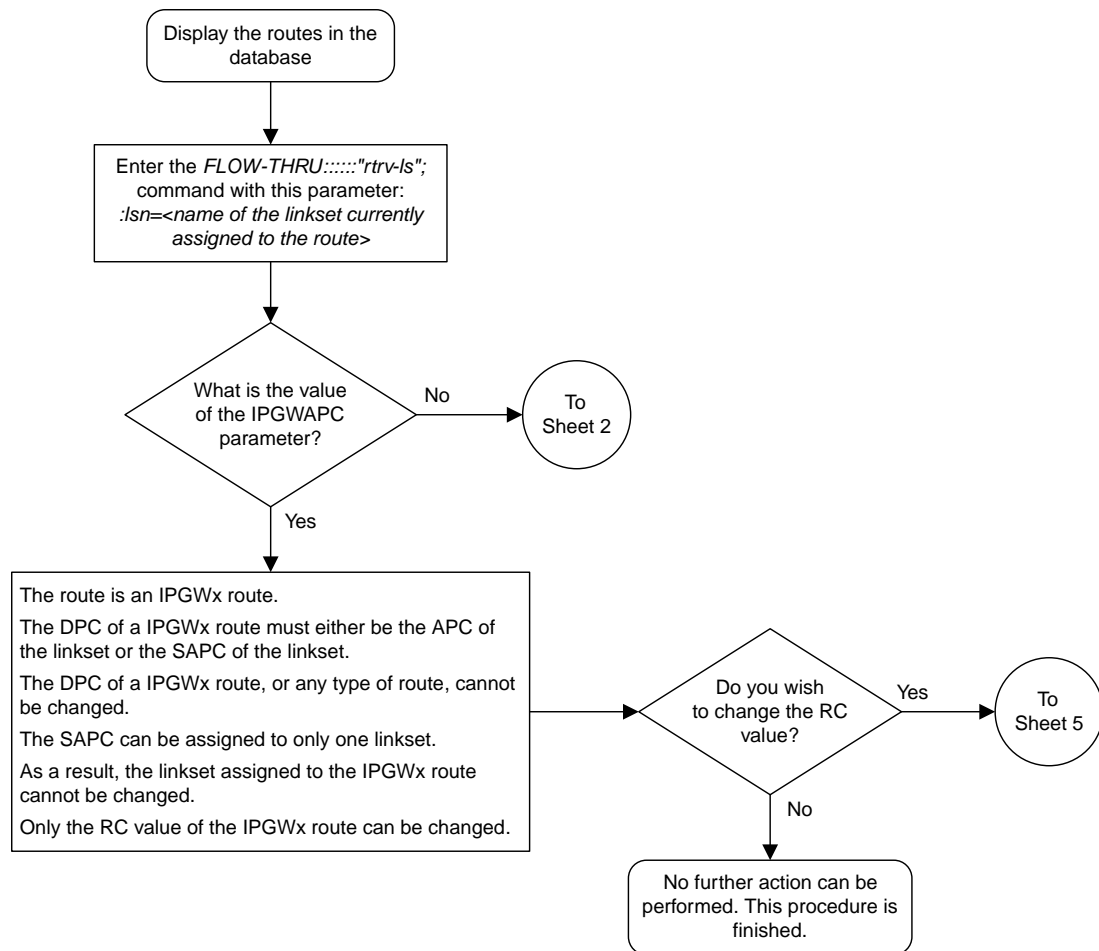 Display the routes in the
database
Enter the FLOW-THRU::::::"rtrv-ls";
command with this parameter:
:lsn=<name of the linkset currently
assigned to the route>
What is the value
of the IPGWAPC
parameter?
No
To
Sheet 2
Yes
The route is an IPGWx route.
The DPC of a IPGWx route must either be the APC of
the linkset or the SAPC of the linkset.
The DPC of a IPGWx route, or any type of route, cannot
be changed.
The SAPC can be assigned to only one linkset.
As a result, the linkset assigned to the IPGWx route
cannot be changed.
Only the RC value of the IPGWx route can be changed.
Do you wish
to change the RC
value?
Yes
To
Sheet 5
No
No further action can be
performed. This procedure is
finished.